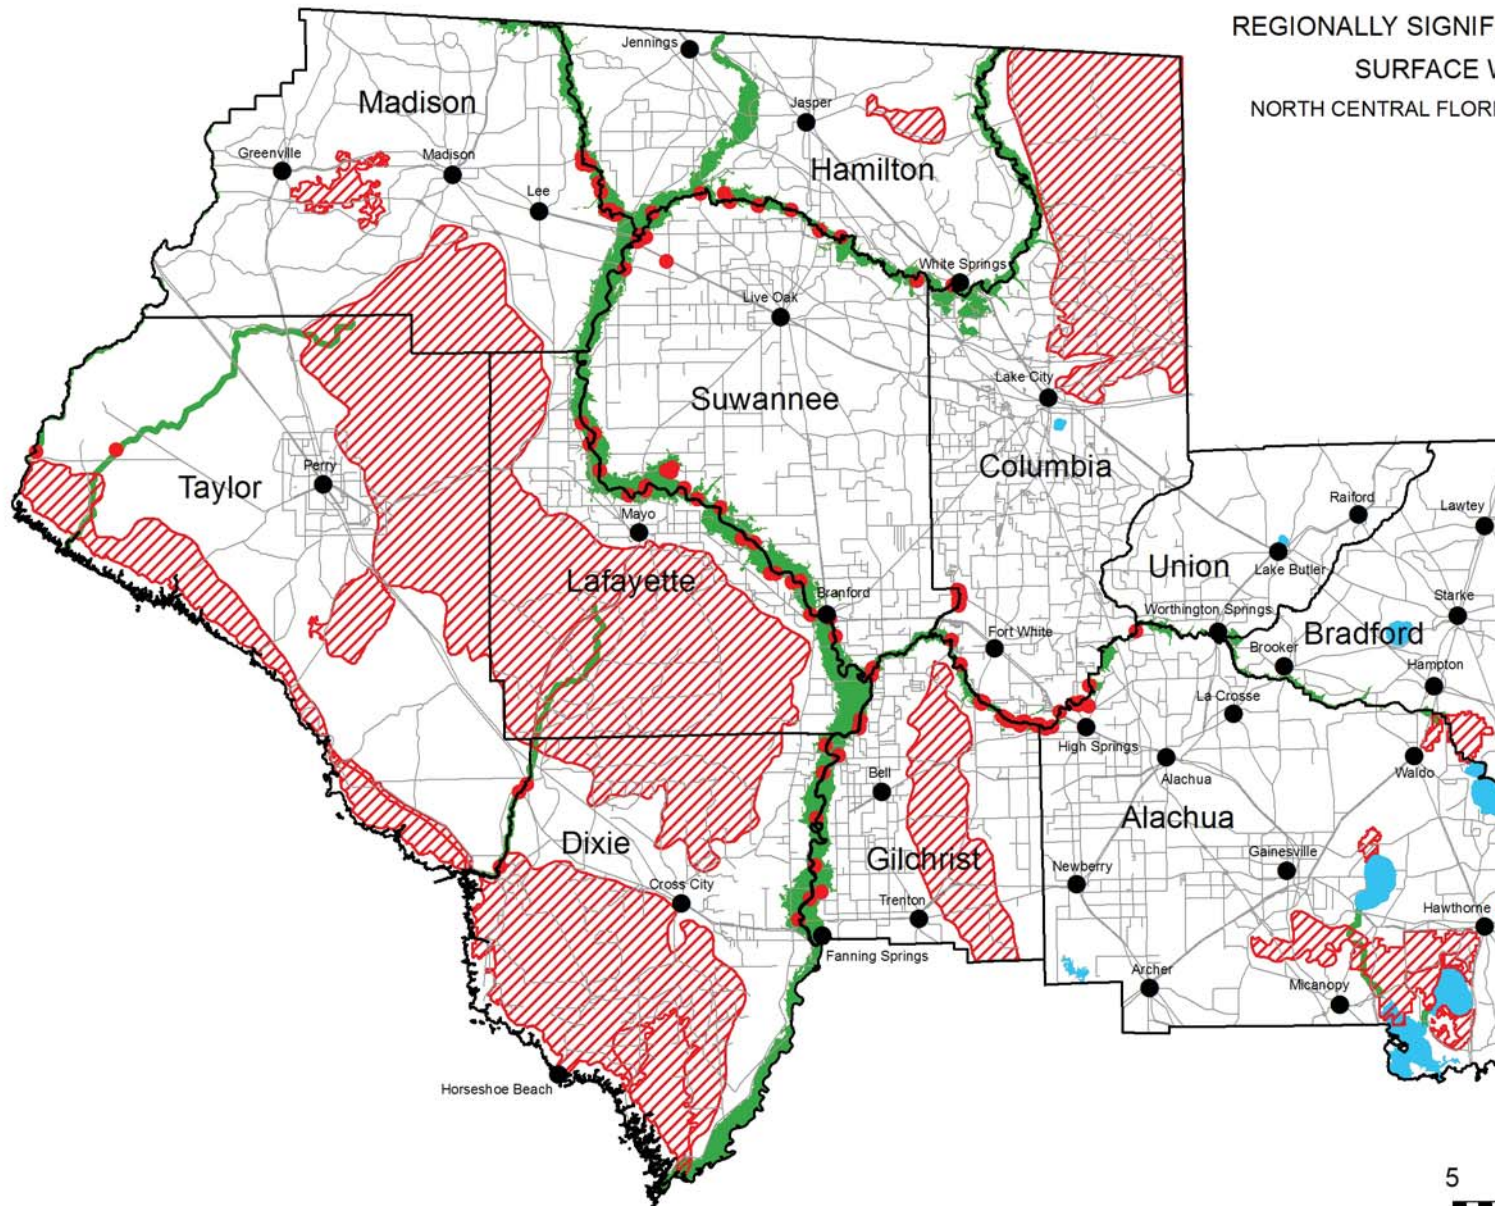 REGIONALLY SIGNIF
SURFACE W
NORTH CENTRAL FLORI
Jennings
Madison
Jasper
Greenville
Madison
Hamilton
Lee
White Springs
Live Oak
Lake City
Suwannee
Columbia
Perry
Taylor
Mayo
Raiford
Lawtey
Union
Lake Butler
Lafayette
Branford
Worthington Springs
Starke
Fort White
Bradford
Brooker
Hampton
La Crosse
High Springs
Bell
Alachua
Waldo
Alachua
Dixie
Gilchrist
Gainesville
Newberry
Cross City
Trenton
Hawthorne
Fanning Springs
Archer
Micanopy
Horseshoe Beach
5